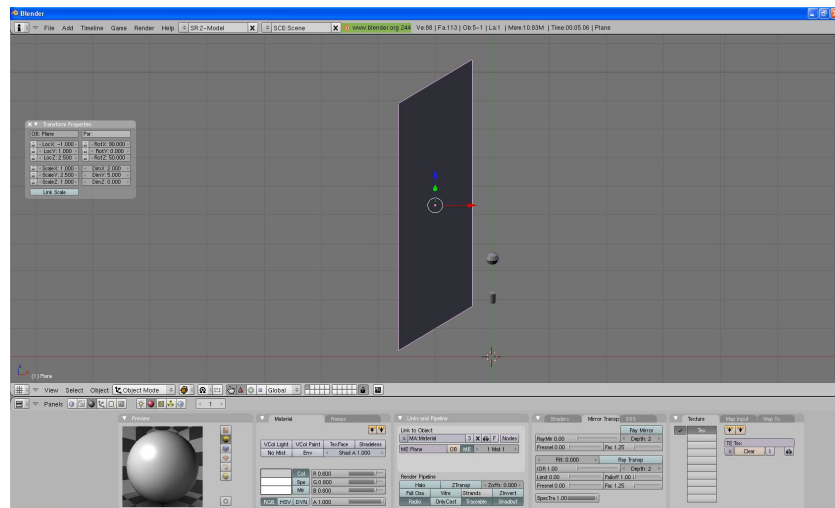 Blender
File Add Timeline Game Render Help SR:2-Model X SCE:Scene X www.blender.org 244 Ve:86 | Fa:113 | Ob:5-1 | La:1 | Mem:10.83M | Time:00:05.06 | Plane
Transform Properties
OB: Plane Par:
LocX: -1.000 RotX: 90.000
LocY: 1.000 RotY: 0.000
LocZ: 2.500 RotZ: 50.000
ScaleX: 1.000 DimX: 2.000
ScaleY: 2.500 DimY: 5.000
ScaleZ: 1.000 DimZ: 0.000
Link Scale
(1) Plane
View Select Object Object Mode Global
Panels 1
Preview
Material Ramps
VCol Light VCol Paint TexFace Shadeless
No Mist Env Shad A 1.000
Col R 0.800
Spe G 0.800
Mir B 0.800
RGB HSV DYN A 1.000
Links and Pipeline
Link to Object
MA:Material 3 X F Nodes
ME:Plane OB ME 1 Mat 1
Render Pipeline
Halo ZTransp Zoffs: 0.000
Full Osa Wire Strands ZInvert
Radio OnlyCast Traceable Shadbuf
Shaders Mirror Transp SSS
Ray Mirror
RayMir 0.00 Depth: 2
Fresnel 0.00 Fac 1.25
Filt: 0.000 Ray Transp
IOR 1.00 Depth: 2
Limit 0.00 Falloff 1.00
Fresnel 0.00 Fac 1.25
SpecTra 1.00
Texture Map Input Map To
Tex
TE:Tex
Clear 1